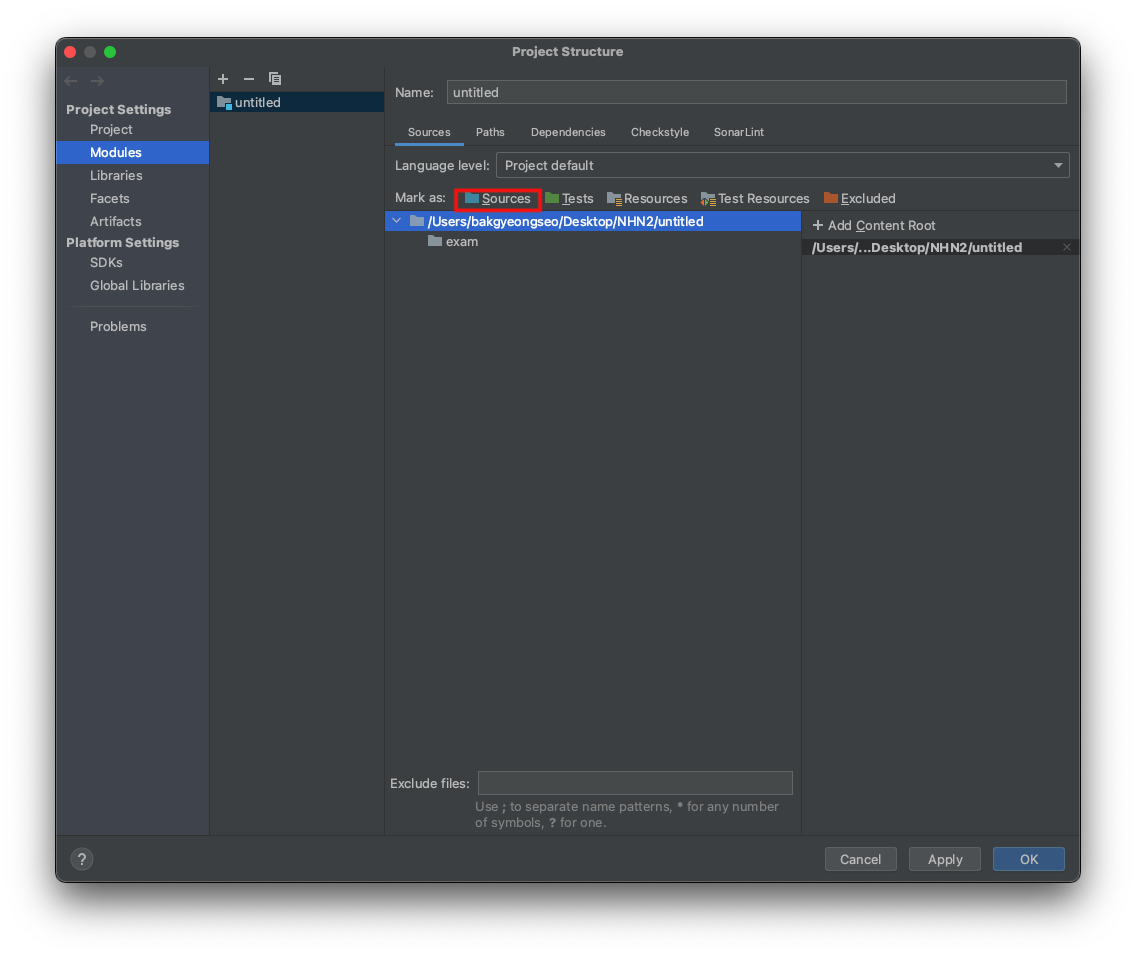 Project Structure
Project Settings
Project
Modules
Libraries
Facets
Artifacts
Platform Settings
SDKs
Global Libraries
Problems
untitled
Name: untitled
Sources Paths Dependencies Checkstyle SonarLint
Language level: Project default
Mark as: Sources Tests Resources Test Resources Excluded
/Users/bakgyeongseo/Desktop/NHN2/untitled
exam
+ Add Content Root
/Users/...Desktop/NHN2/untitled
Exclude files:
Use ; to separate name patterns, * for any number
of symbols, ? for one.
? Cancel Apply OK